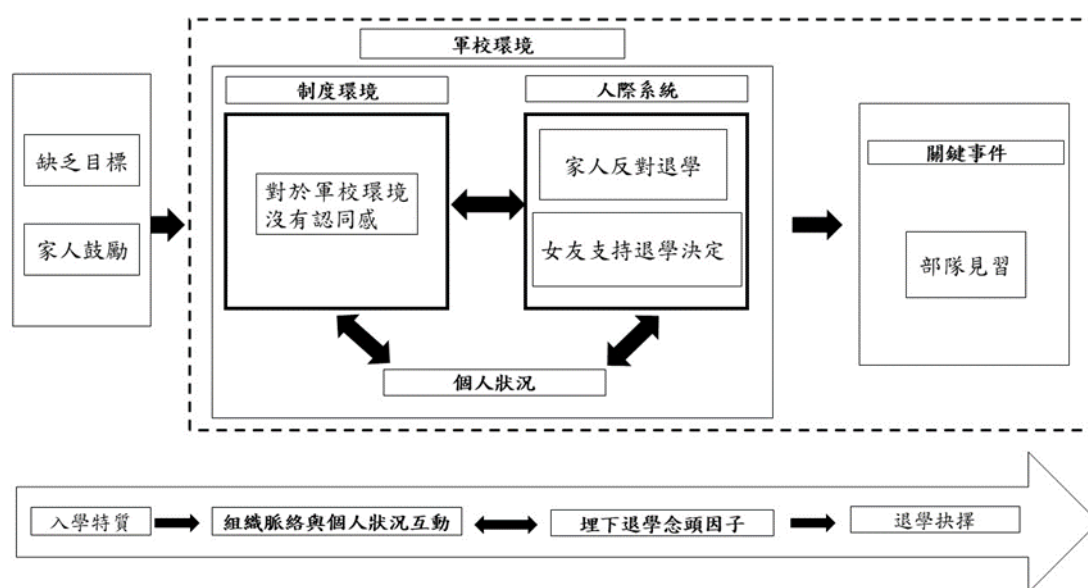 軍校環境
缺乏目標
家人鼓勵
制度環境
對於軍校環境
沒有認同感
人際系統
家人反對退學
女友支持退學決定
個人狀況
關鍵事件
部隊見習
入學特質
組織脈絡與個人狀況互動
埋下退學念頭因子
退學抉擇